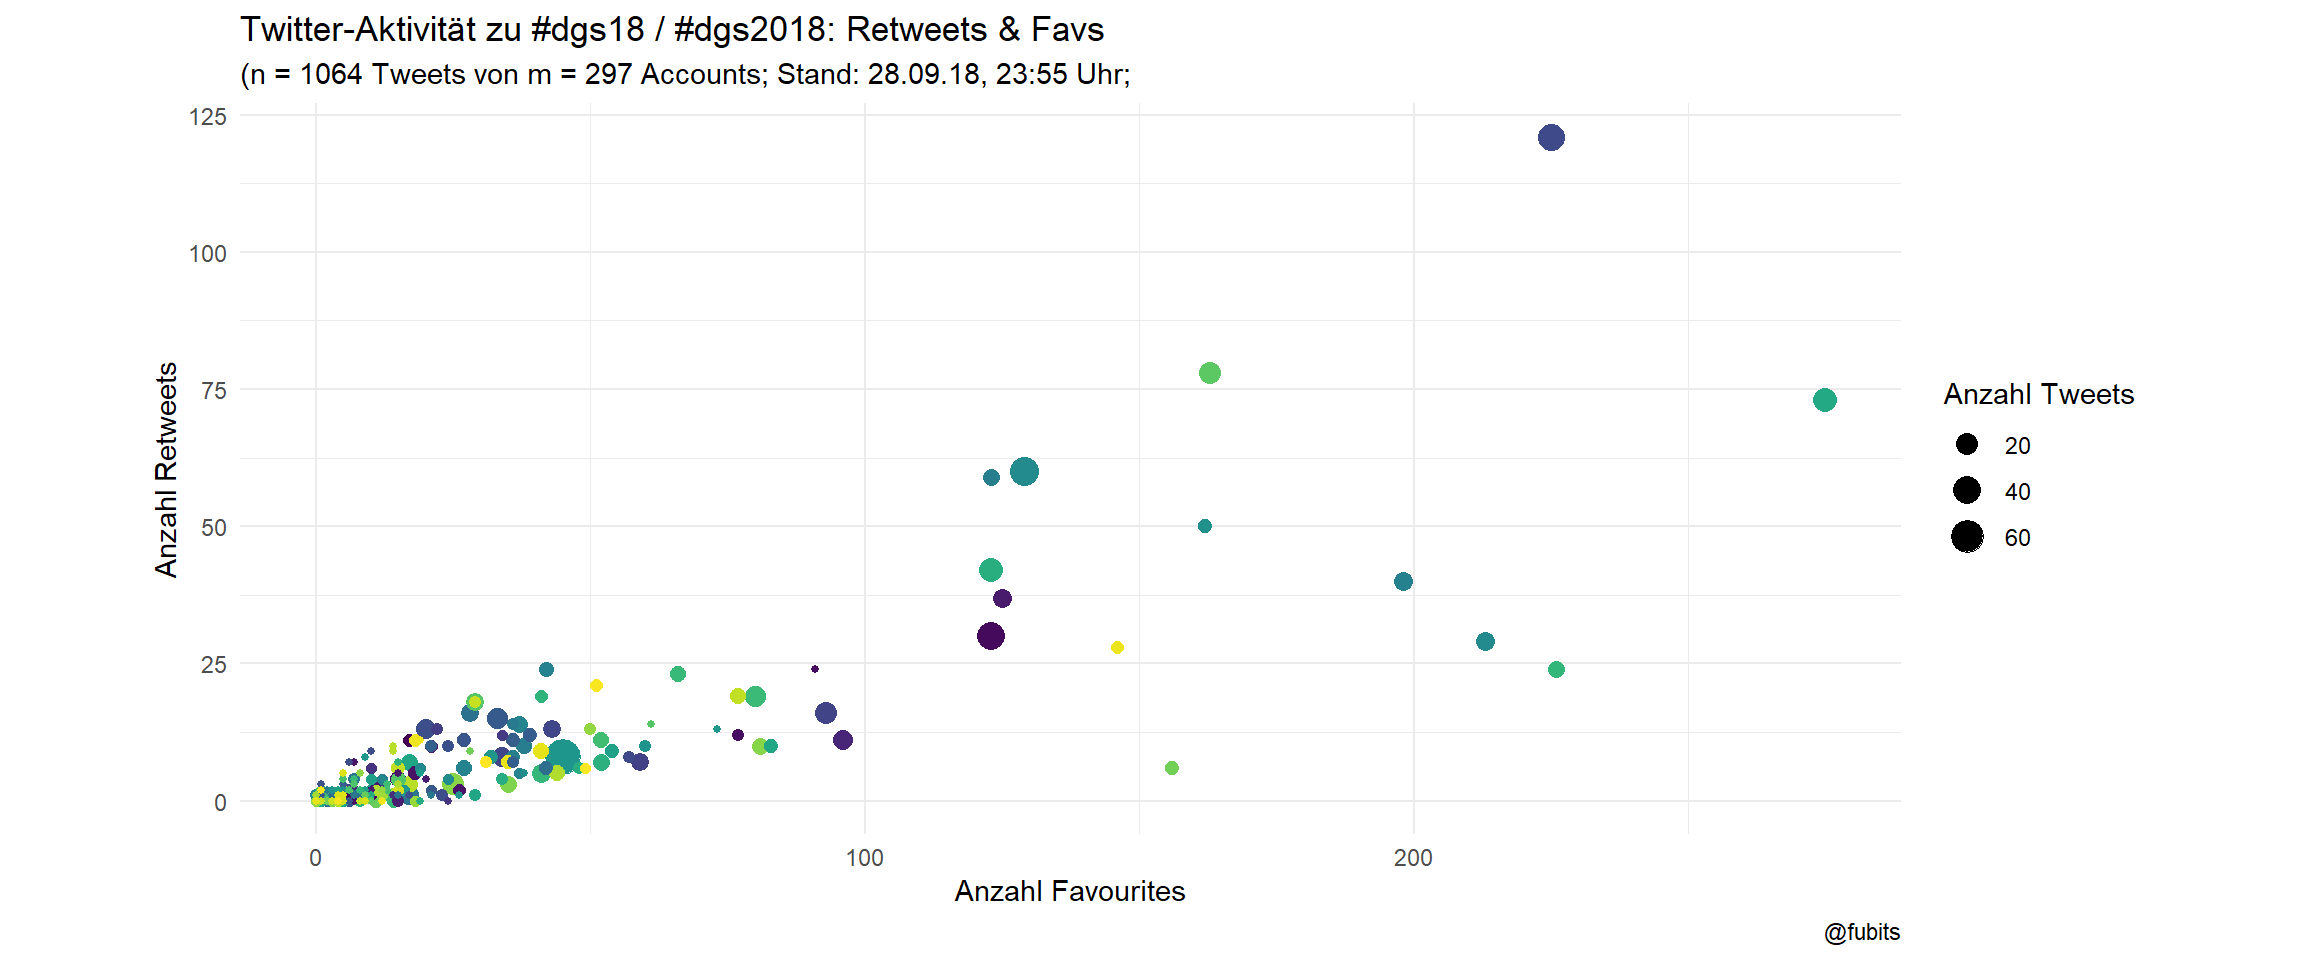 Twitter-Aktivität zu #dgs18 / #dgs2018: Retweets & Favs
(n = 1064 Tweets von m = 297 Accounts; Stand: 28.09.18, 23:55 Uhr;
125
100
75
50
25
0
Anzahl Retweets
0
100
200
Anzahl Favourites
Anzahl Tweets
20
40
60
@fubits